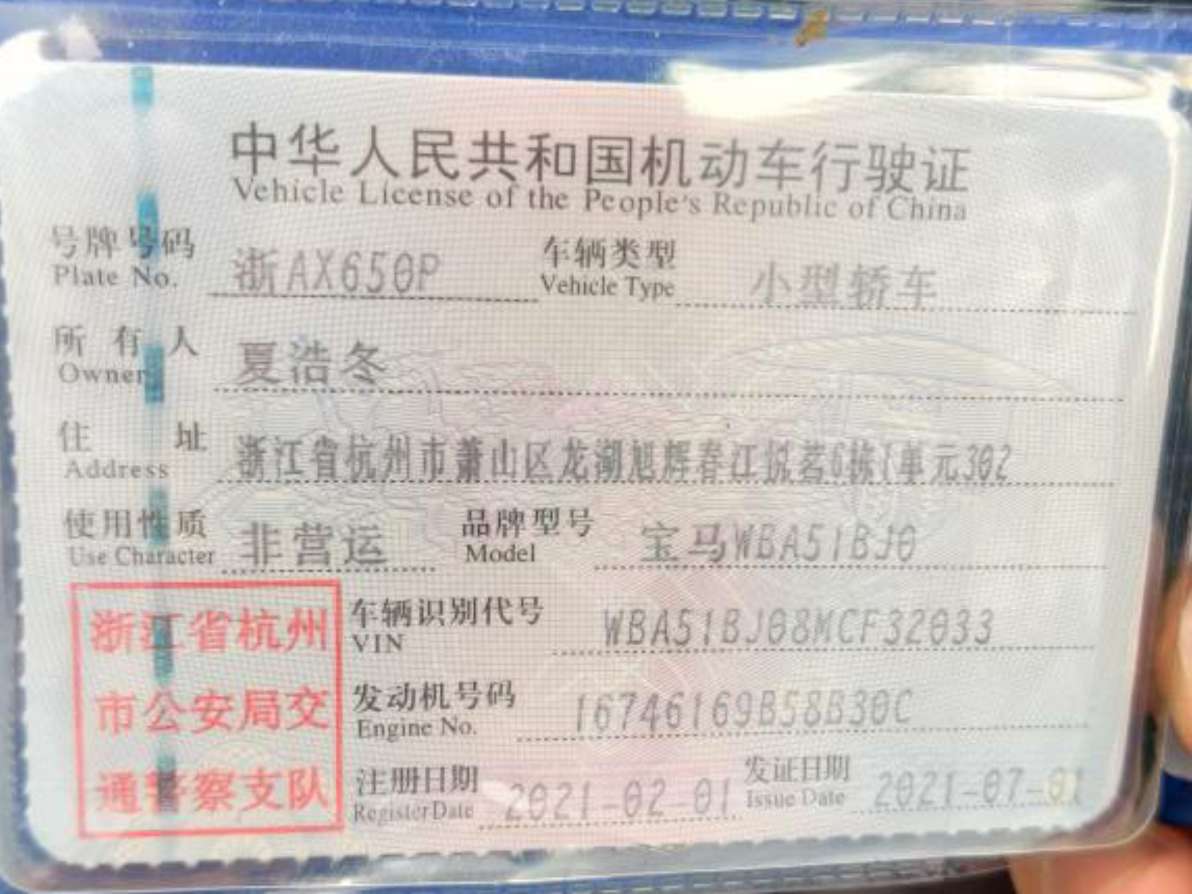 中华人民共和国机动车行驶证
Vehicle License of the People's Republic of China
号牌号码 浙AX650P 车辆类型 小型轿车
Plate No. Vehicle Type
所有人 夏浩冬
Owner
住址 浙江省杭州市萧山区龙湖旭辉春江悦茗6栋1单元302
Address
使用性质 非营运 品牌型号 宝马WBA51BJ0
Use Character Model
浙江省杭州 车辆识别代号 WBA51BJ08MCF32033
VIN
市公安局交 发动机号码 16746169B58B30C
Engine No.
通警察支队 注册日期 2021-02-01 发证日期 2021-07-01
Register Date Issue Date